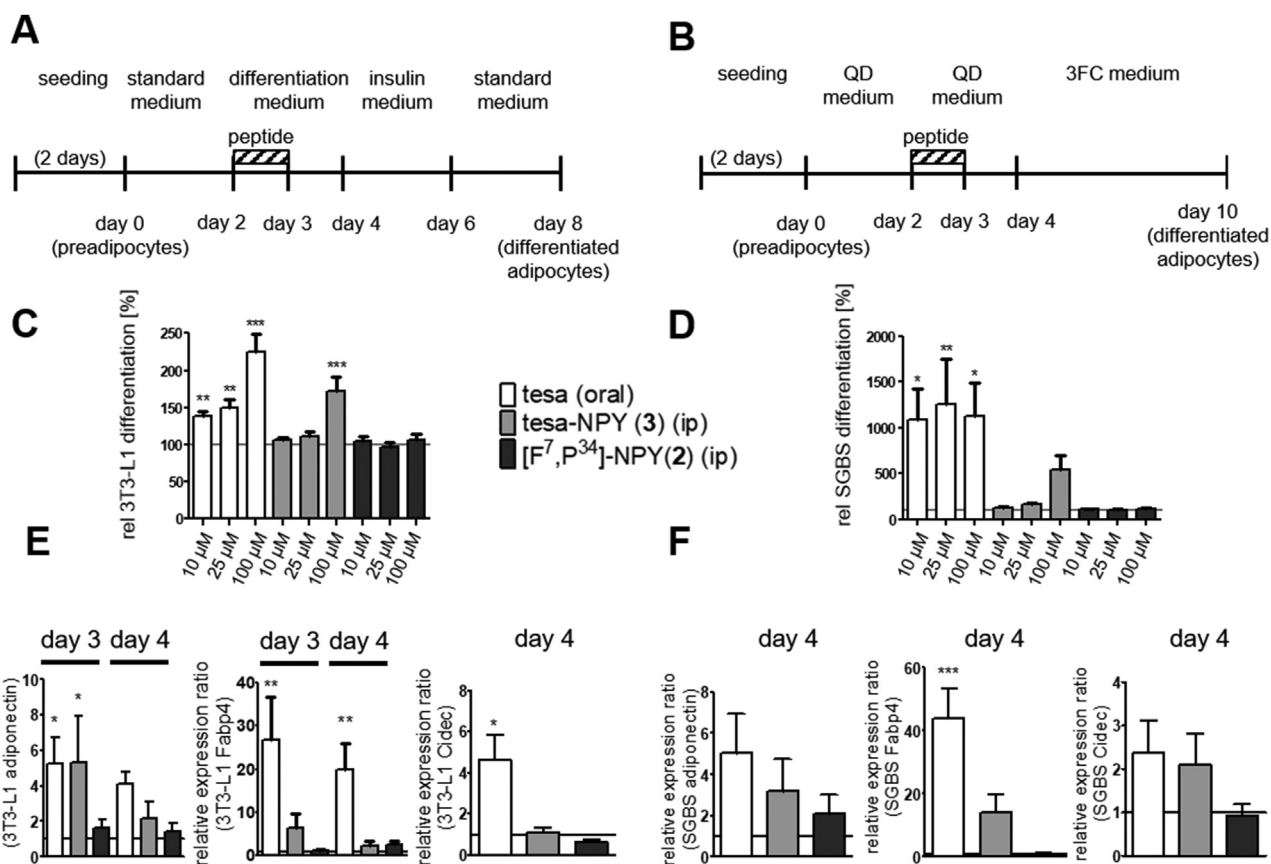 A
seeding
standard
medium
differentiation
medium
insulin
medium
standard
medium
peptide
(2 days)
day 0
(preadipocytes)
day 2
day 3
day 4
day 6
day 8
(differentiated
adipocytes)
B
seeding
QD
medium
QD
medium
3FC medium
peptide
(2 days)
day 0
(preadipocytes)
day 2
day 3
day 4
day 10
(differentiated
adipocytes)
C
rel 3T3-L1 differentiation [%]
250
200
150
100
50
0
**
**
***
***
10 µM
25 µM
100 µM
10 µM
25 µM
100 µM
10 µM
25 µM
100 µM
tesa (oral)
tesa-NPY (3) (ip)
[F7,P34]-NPY(2) (ip)
D
rel SGBS differentiation [%]
2000
1500
1000
500
0
*
**
*
10 µM
25 µM
100 µM
10 µM
25 µM
100 µM
10 µM
25 µM
100 µM
E
day 3
day 4
(3T3-L1 adiponectin)
10
8
6
4
2
0
*
*
day 3
day 4
relative expression ratio
(3T3-L1 Fabp4)
40
30
20
10
0
**
**
day 4
relative expression ratio
(3T3-L1 Cidec)
8
6
4
2
0
*
F
day 4
relative expression ratio
(SGBS adiponectin)
8
6
4
2
0
day 4
relative expression ratio
(SGBS Fabp4)
60
40
20
0
***
day 4
relative expression ratio
(SGBS Cidec)
4
3
2
1
0